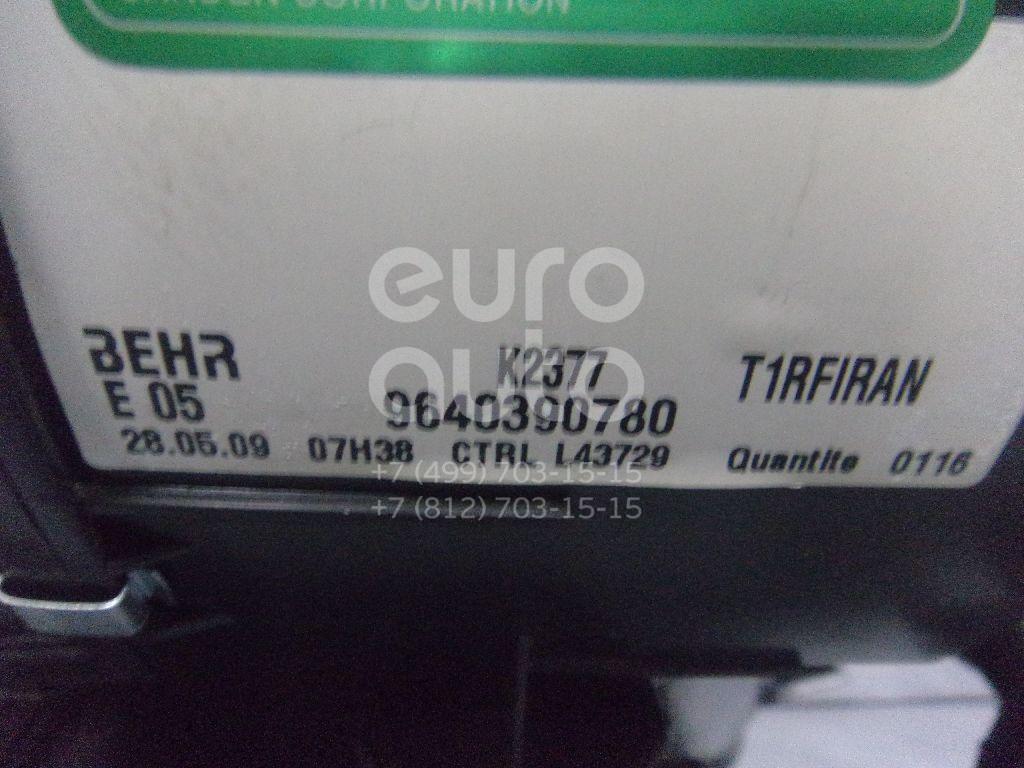 CORPORATION
euro
auto
BEHR K2377 T1RFIRAN
E 05 9640390780
28.05.09 07H38 CTRL L43729 Quantite 0116
+7 (499) 703-15-15
+7 (812) 703-15-15